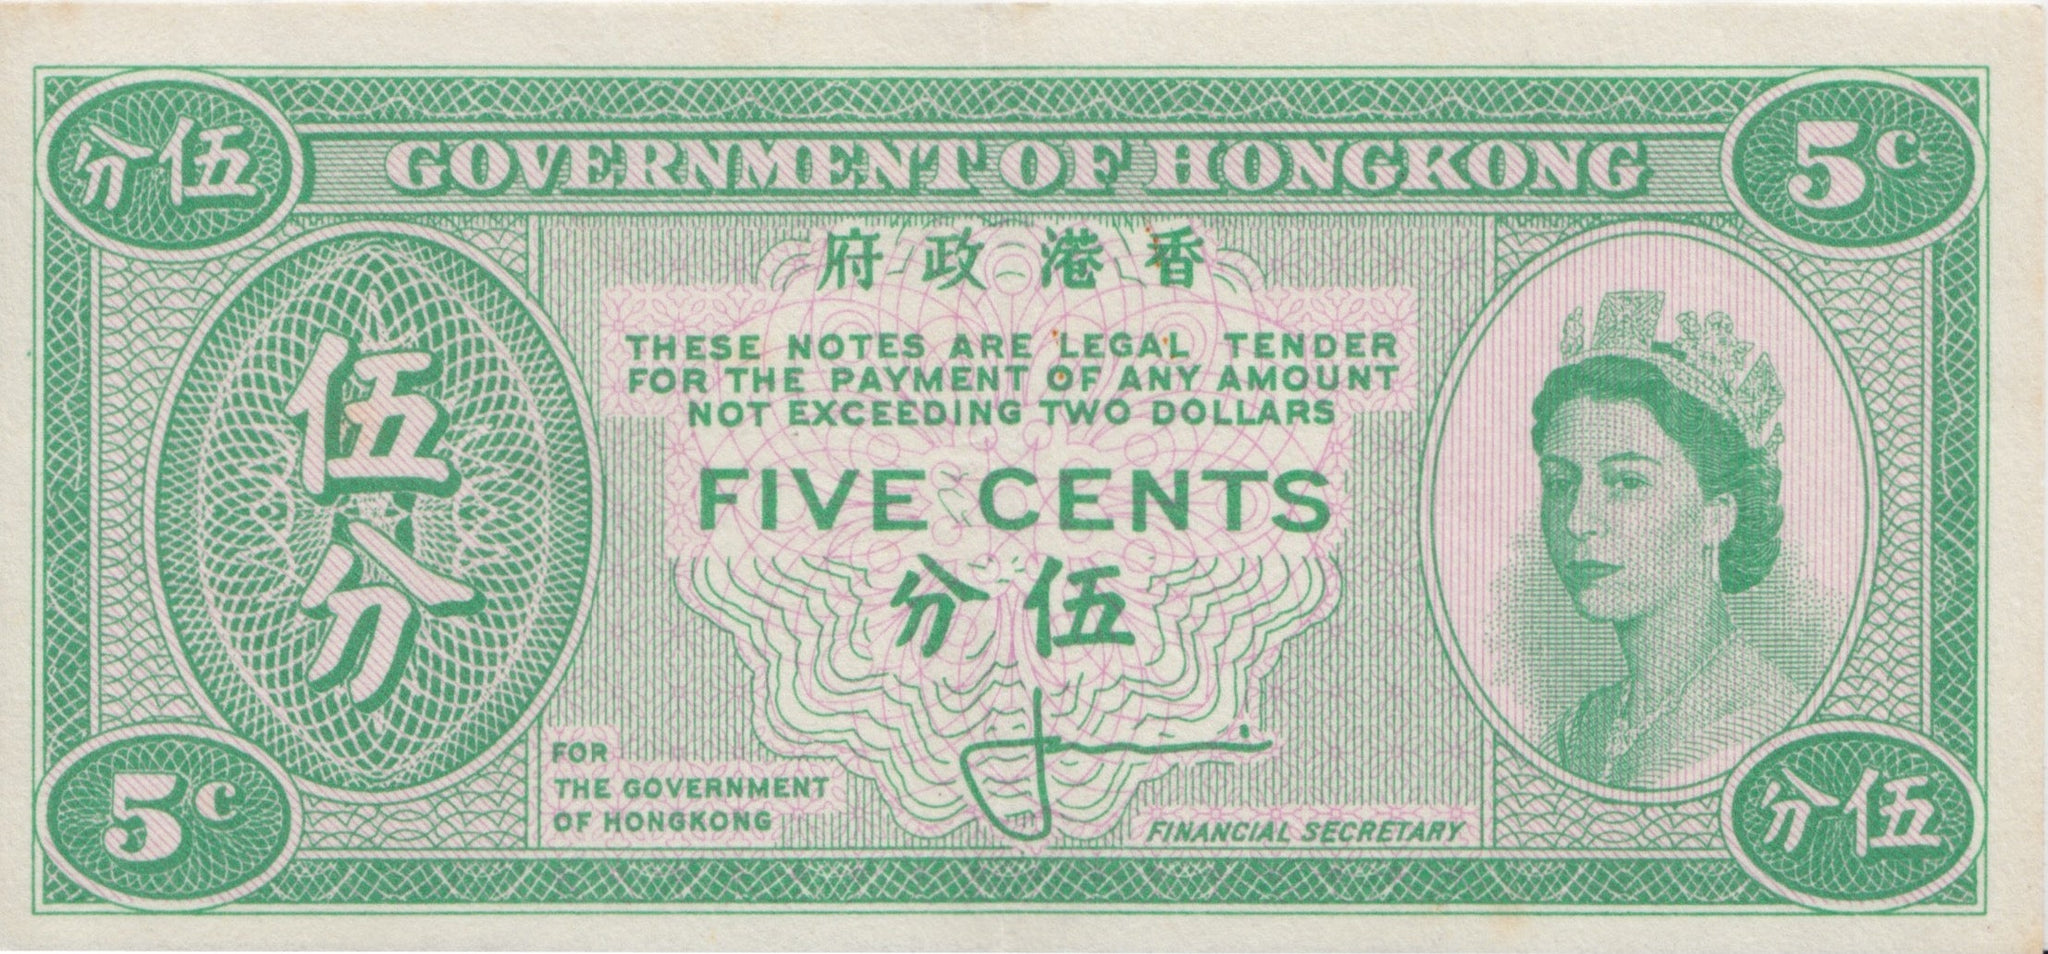 伍分
GOVERNMENT OF HONGKONG
5c
香港政府
THESE NOTES ARE LEGAL TENDER
FOR THE PAYMENT OF ANY AMOUNT
NOT EXCEEDING TWO DOLLARS
伍分
FIVE CENTS
伍分
FOR
THE GOVERNMENT
OF HONGKONG
FINANCIAL SECRETARY
5c
伍分